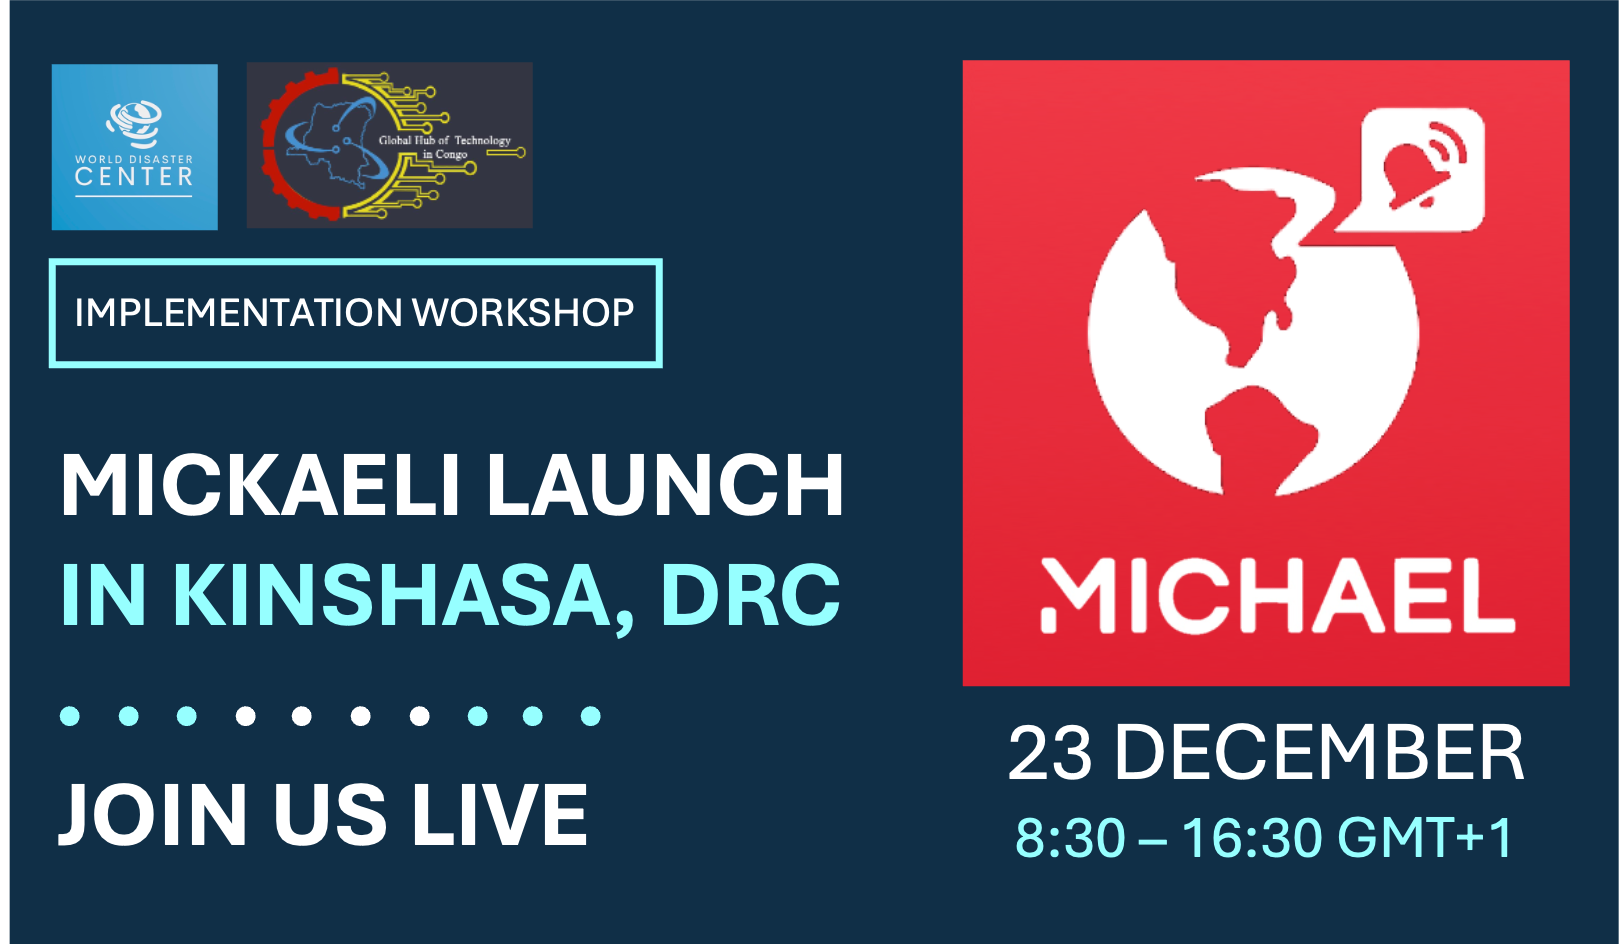 WORLD DISASTER
CENTER
Global Hub of Technology
in Congo
IMPLEMENTATION WORKSHOP
MICKAELI LAUNCH
IN KINSHASA, DRC
JOIN US LIVE
MICHAEL
23 DECEMBER
8:30 – 16:30 GMT+1